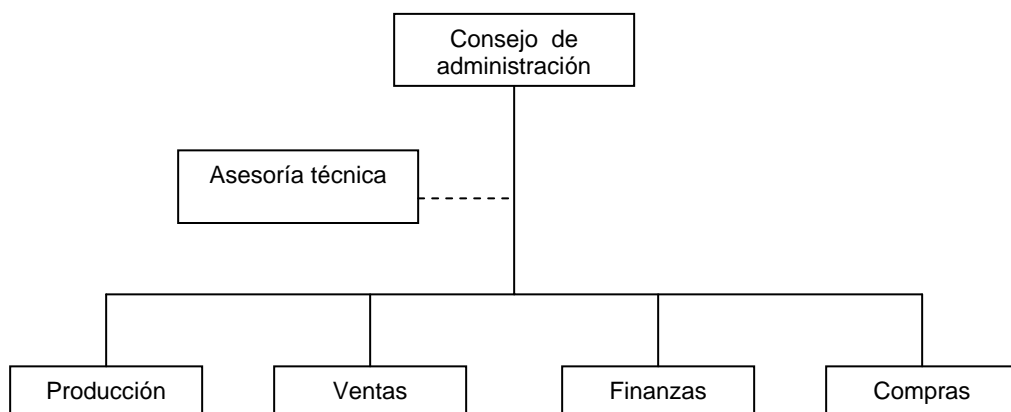 Consejo de
administración
Asesoría técnica
Producción
Ventas
Finanzas
Compras